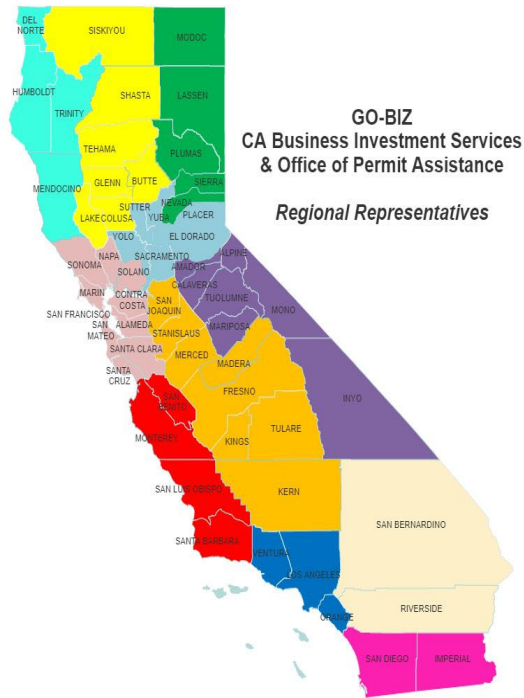 DEL
NORTE
SISKIYOU
MODOC
HUMBOLDT
TRINITY
SHASTA
LASSEN
GO-BIZ
CA Business Investment Services
& Office of Permit Assistance
Regional Representatives
TEHAMA
PLUMAS
MENDOCINO
GLENN
BUTTE
SIERRA
LAKE
COLUSA
SUTTER
YUBA
NEVADA
PLACER
YOLO
EL DORADO
SONOMA
NAPA
SOLANO
SACRAMENTO
AMADOR
ALPINE
MARIN
CONTRA
COSTA
SAN
JOAQUIN
CALAVERAS
TUOLUMNE
MONO
SAN FRANCISCO
SAN
MATEO
ALAMEDA
STANISLAUS
MARIPOSA
SANTA CLARA
MERCED
MADERA
SANTA
CRUZ
SAN
BENITO
FRESNO
INYO
MONTEREY
KINGS
TULARE
SAN LUIS OBISPO
KERN
SAN BERNARDINO
SANTA BARBARA
VENTURA
LOS ANGELES
ORANGE
RIVERSIDE
SAN DIEGO
IMPERIAL